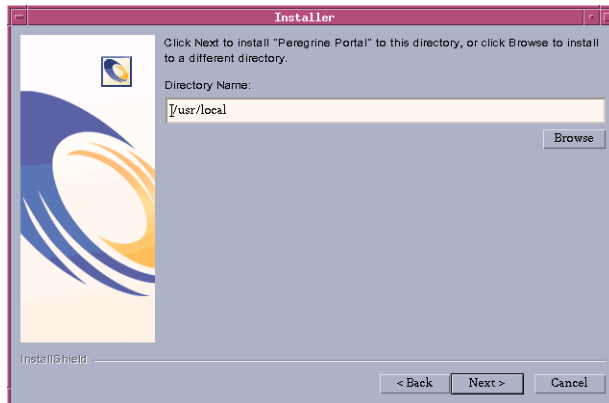 Installer
Click Next to install "Peregrine Portal" to this directory, or click Browse to install
to a different directory.
Directory Name:
/usr/local
Browse
InstallShield
< Back
Next >
Cancel